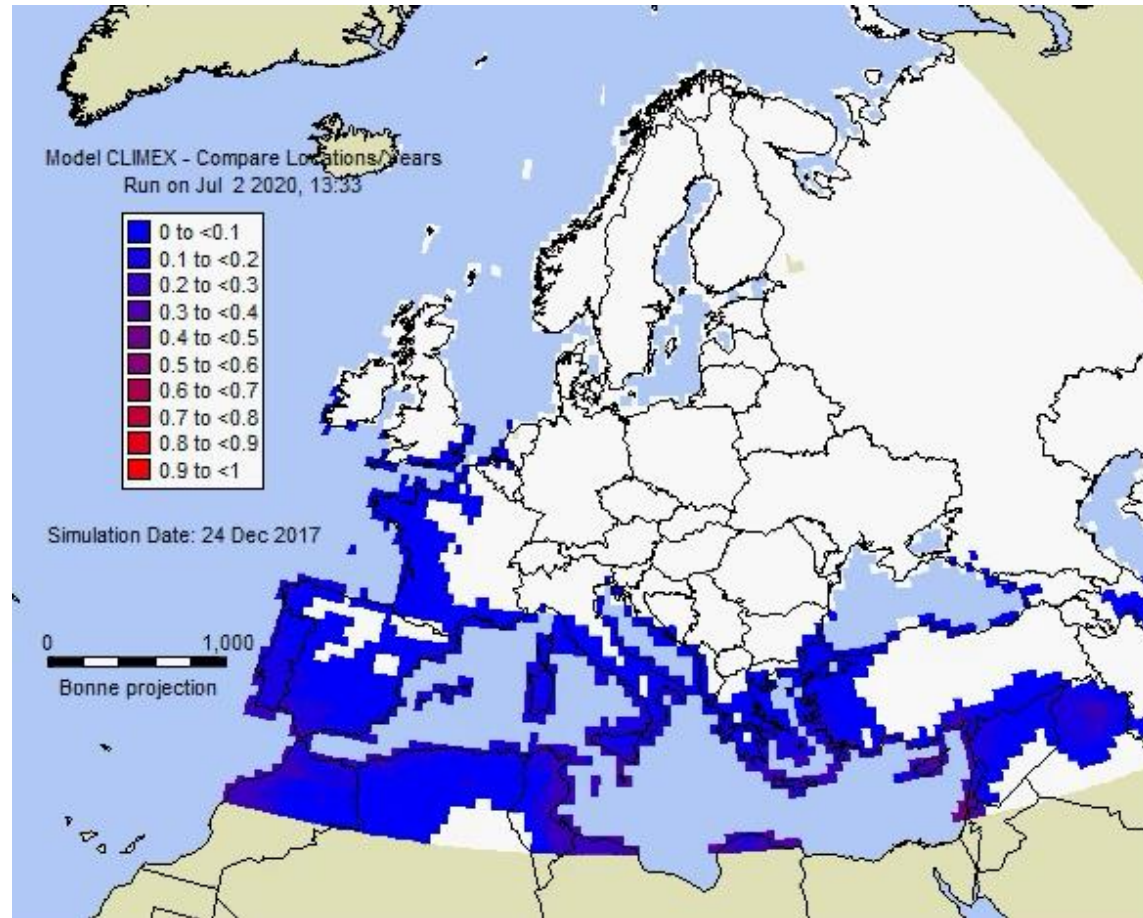 Model CLIMEX - Compare Locations/Years
Run on Jul 2 2020, 13:33
0 to <0.1
0.1 to <0.2
0.2 to <0.3
0.3 to <0.4
0.4 to <0.5
0.5 to <0.6
0.6 to <0.7
0.7 to <0.8
0.8 to <0.9
0.9 to <1
Simulation Date: 24 Dec 2017
0 1,000
Bonne projection